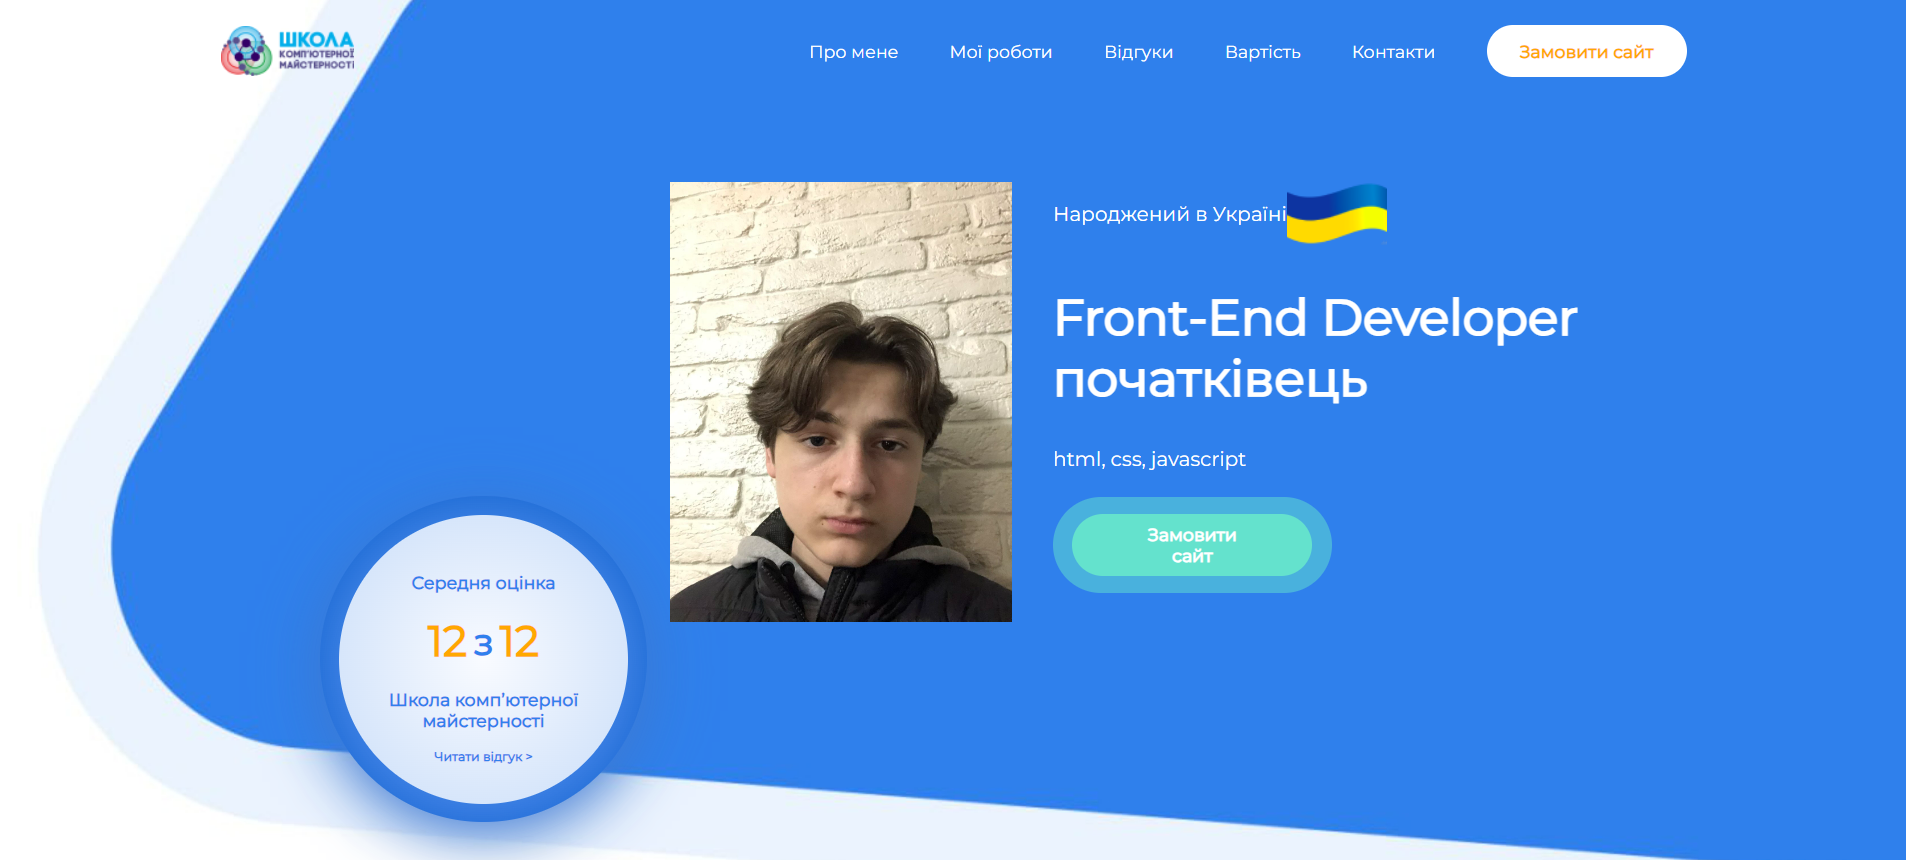 ШКОЛА
КОМП'ЮТЕРНОЇ
МАЙСТЕРНОСТІ
Про мене
Мої роботи
Відгуки
Вартість
Контакти
Замовити сайт
Народжений в Україні
Front-End Developer
початківець
html, css, javascript
Замовити
сайт
Середня оцінка
12 з 12
Школа комп’ютерної
майстерності
Читати відгук >